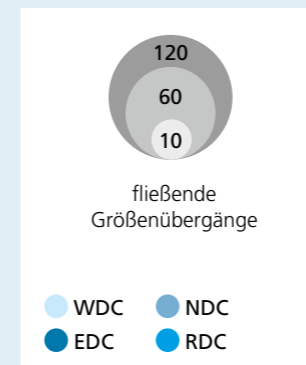 120
60
10
fließende
Größenübergänge
WDC NDC
EDC RDC